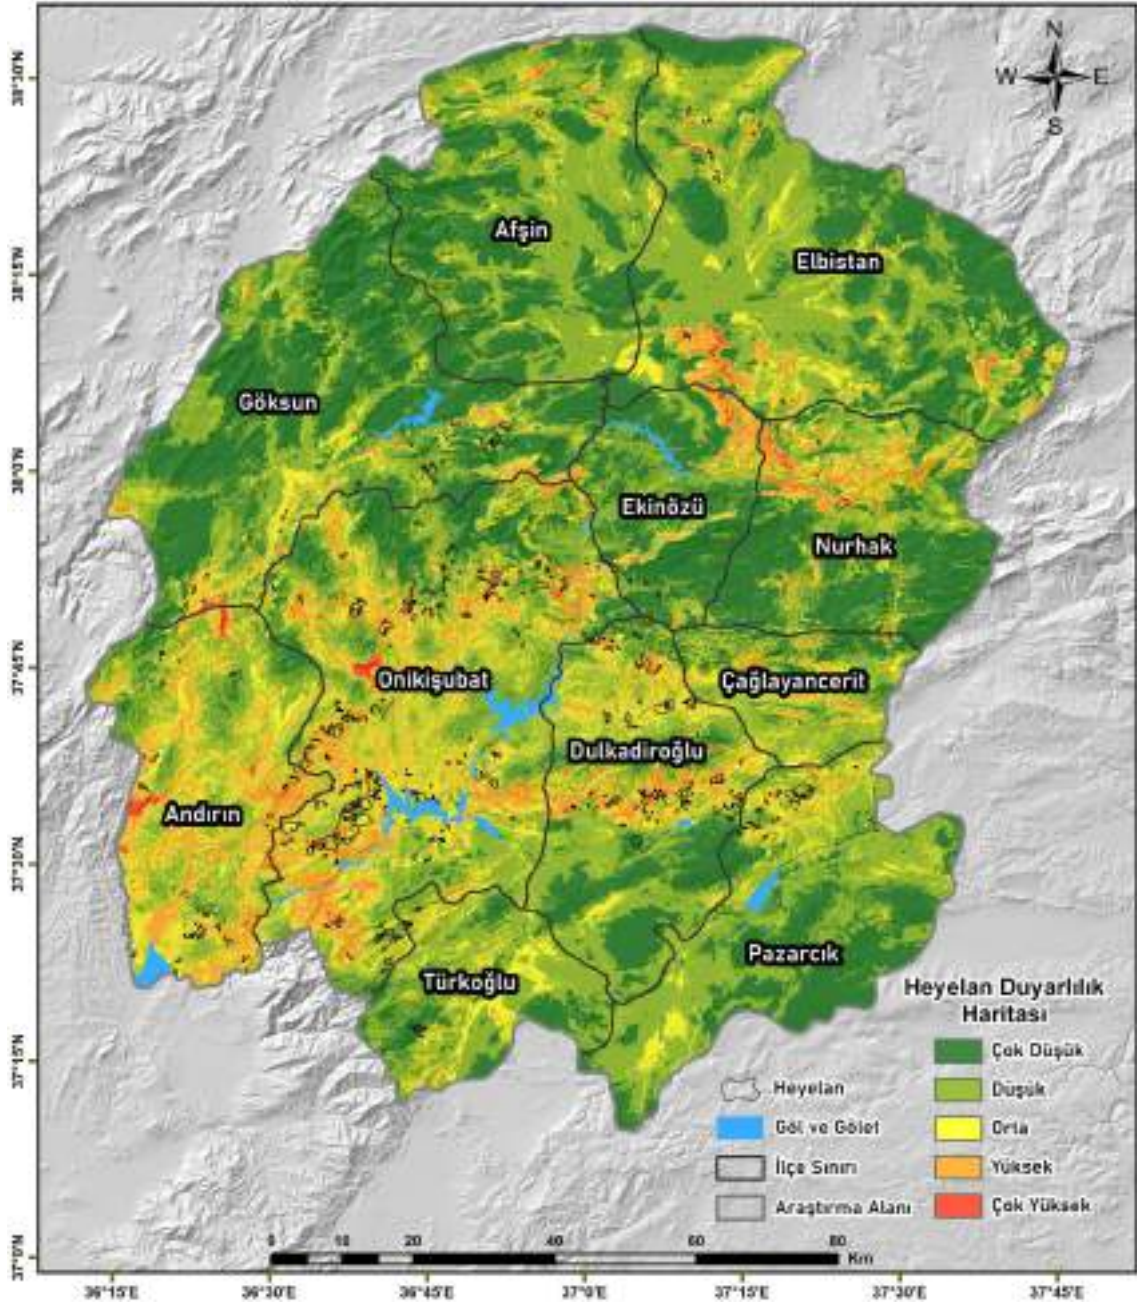 N
W E
S
38°30'N
38°15'N
38°0'N
37°45'N
37°30'N
37°15'N
37°0'N
Afşin
Elbistan
Göksun
Ekinözü
Nurhak
Onikişubat
Çağlayancerit
Dulkadiroğlu
Andırın
Pazarcık
Türkoğlu
Heyelan Duyarlılık
Haritası
Çok Düşük
Düşük
Orta
Yüksek
Çok Yüksek
Heyelan
Göl ve Gölet
İlçe Sınırı
Araştırma Alanı
0 10 20 40 60 80
Km
36°15'E 36°30'E 36°45'E 37°0'E 37°15'E 37°30'E 37°45'E